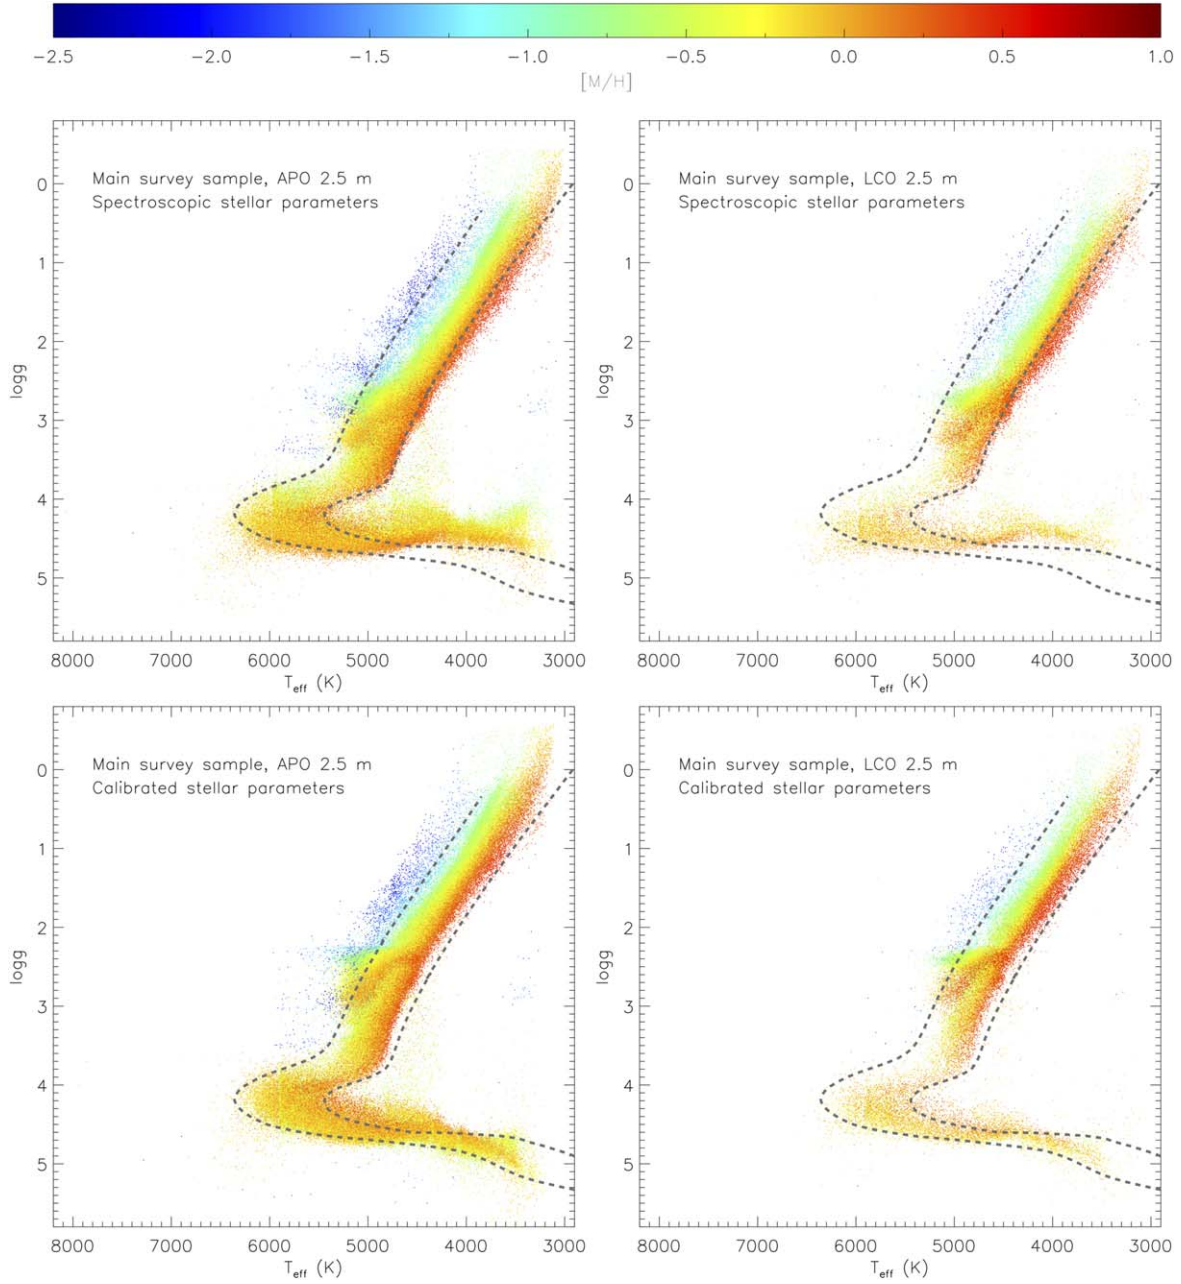 -2.5 -2.0 -1.5 -1.0 -0.5 0.0 0.5 1.0
[M/H]
Main survey sample, APO 2.5 m
Spectroscopic stellar parameters
0
1
2
3
4
5
logg
8000 7000 6000 5000 4000 3000
Teff (K)
Main survey sample, LCO 2.5 m
Spectroscopic stellar parameters
0
1
2
3
4
5
logg
8000 7000 6000 5000 4000 3000
Teff (K)
Main survey sample, APO 2.5 m
Calibrated stellar parameters
0
1
2
3
4
5
logg
8000 7000 6000 5000 4000 3000
Teff (K)
Main survey sample, LCO 2.5 m
Calibrated stellar parameters
0
1
2
3
4
5
logg
8000 7000 6000 5000 4000 3000
Teff (K)